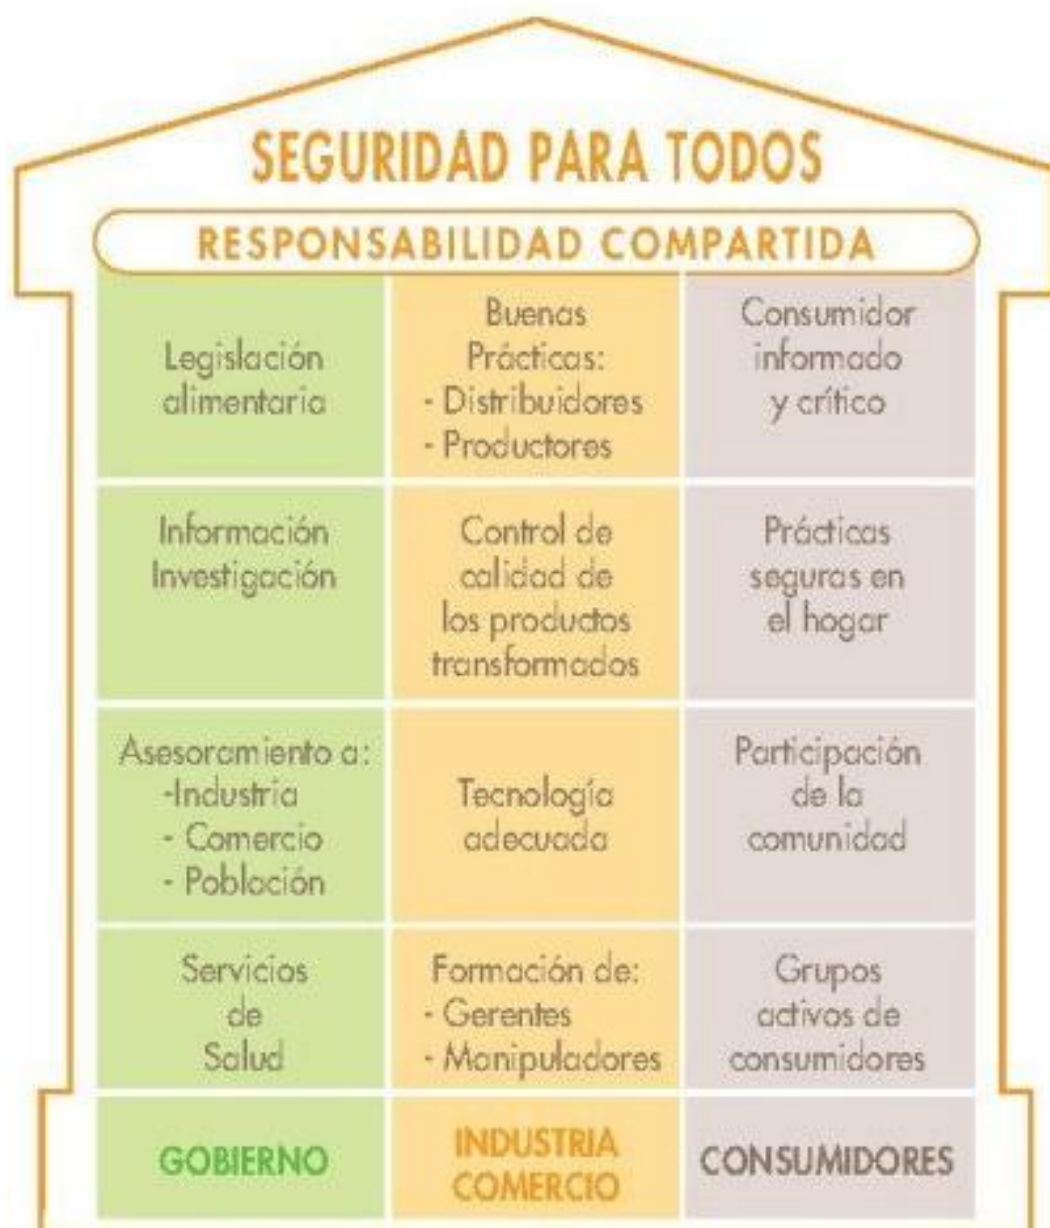 SEGURIDAD PARA TODOS
RESPONSABILIDAD COMPARTIDA
Legislación
alimentaria
Buenas
Prácticas:
- Distribuidores
- Productores
Consumidor
informado
y crítico
Información
Investigación
Control de
calidad de
los productos
transformados
Prácticas
seguras en
el hogar
Asesoramiento a:
-Industria
- Comercio
- Población
Tecnología
adecuada
Participación
de la
comunidad
Servicios
de
Salud
Formación de:
- Gerentes
- Manipuladores
Grupos
activos de
consumidores
GOBIERNO
INDUSTRIA
COMERCIO
CONSUMIDORES